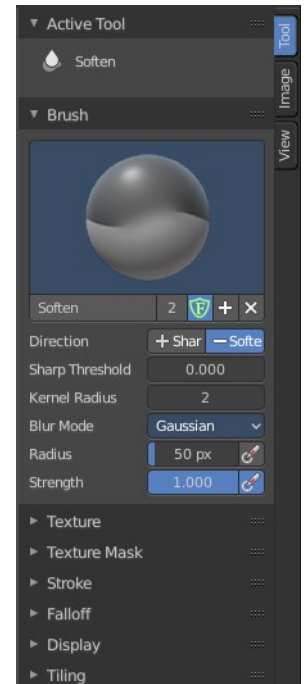 Active Tool
Tool
Soften
Image
Brush
View
Soften 2 F
Direction + Shar — Softe
Sharp Threshold 0.000
Kernel Radius 2
Blur Mode Gaussian
Radius 50 px
Strength 1.000
Texture
Texture Mask
Stroke
Falloff
Display
Tiling